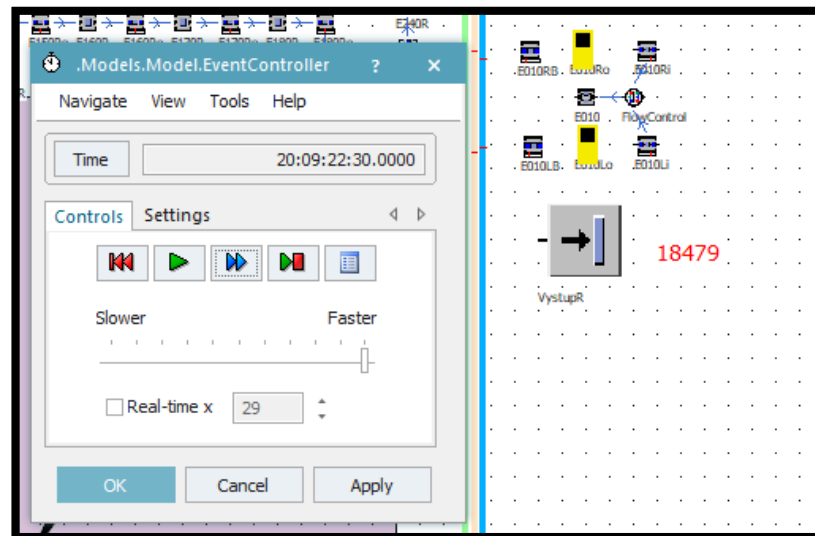 E240R
.Models.Model.EventController ? ×
Navigate View Tools Help
Time 20:09:22:30.0000
Controls Settings
Slower Faster
Real-time x 29
OK Cancel Apply
E010RB E010Ro E010Ri
E010 FlowControl
E010LB E010Lo E010Li
18479
VystupR